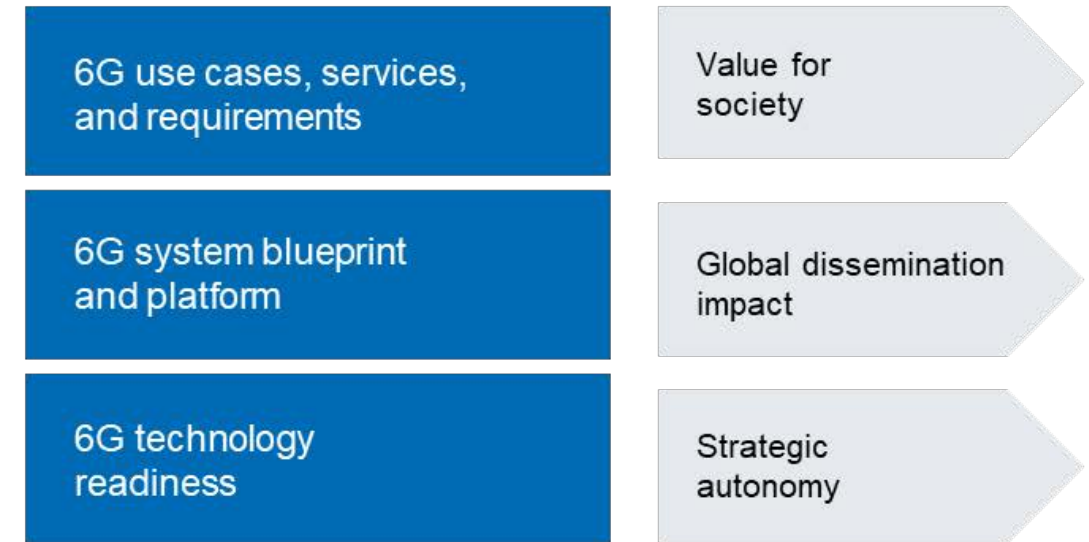 6G use cases, services,
and requirements
Value for
society
6G system blueprint
and platform
Global dissemination
impact
6G technology
readiness
Strategic
autonomy